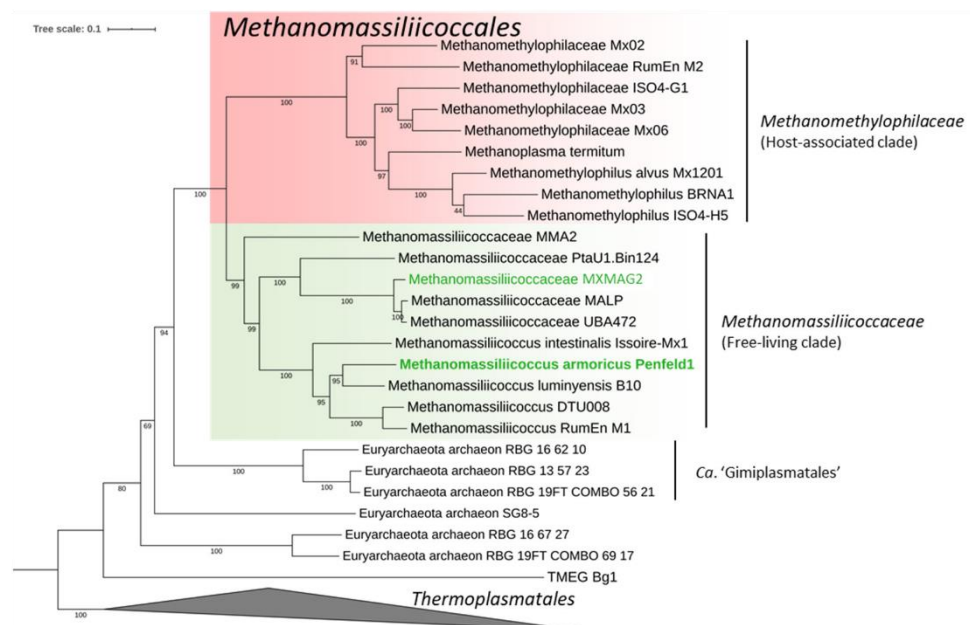 Methanomassiliicoccales
Tree scale: 0.1
Methanomethylophilaceae Mx02
91
Methanomethylophilaceae RumEn M2
100
Methanomethylophilaceae ISO4-G1
100
Methanomethylophilaceae Mx03
100
Methanomethylophilaceae Mx06
100
Methanoplasma termitum
97
Methanomethylophilus alvus Mx1201
100
Methanomethylophilus BRNA1
44
Methanomethylophilus ISO4-H5
Methanomethylophilaceae
(Host-associated clade)
100
Methanomassiliicoccaceae MMA2
99
Methanomassiliicoccaceae PtaU1.Bin124
100
Methanomassiliicoccaceae MXMAG2
100
Methanomassiliicoccaceae MALP
100
Methanomassiliicoccaceae UBA472
99
Methanomassiliicoccus intestinalis Issoire-Mx1
100
Methanomassiliicoccus armoricus Penfeld1
95
Methanomassiliicoccus luminyensis B10
95
Methanomassiliicoccus DTU008
100
Methanomassiliicoccus RumEn M1
Methanomassiliicoccaceae
(Free-living clade)
94
Euryarchaeota archaeon RBG 16 62 10
100
Euryarchaeota archaeon RBG 13 57 23
100
Euryarchaeota archaeon RBG 19FT COMBO 56 21
Ca. 'Gimiplasmatales'
69
Euryarchaeota archaeon SG8-5
80
Euryarchaeota archaeon RBG 16 67 27
100
Euryarchaeota archaeon RBG 19FT COMBO 69 17
TMEG Bg1
100
Thermoplasmatales